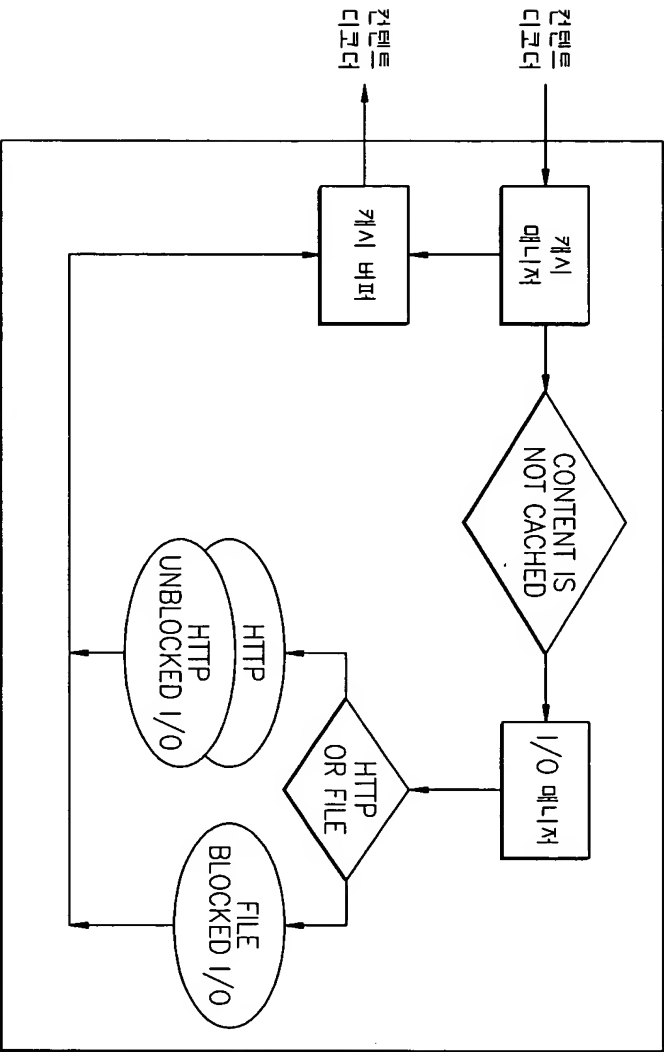 컨텐트
디코더
캐시
매니저
CONTENT IS
NOT CACHED
I/O 매니저
컨텐트
디코더
캐시 버퍼
HTTP
OR FILE
HTTP
HTTP
UNBLOCKED I/O
FILE
BLOCKED I/O